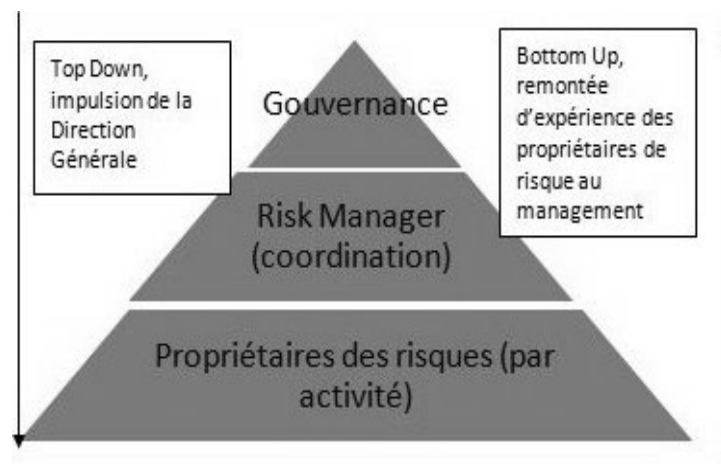 Top Down,
impulsion de la
Direction
Générale
Bottom Up,
remontée
d'expérience des
propriétaires de
risque au
management
Gouvernance
Risk Manager
(coordination)
Propriétaires des risques (par
activité)